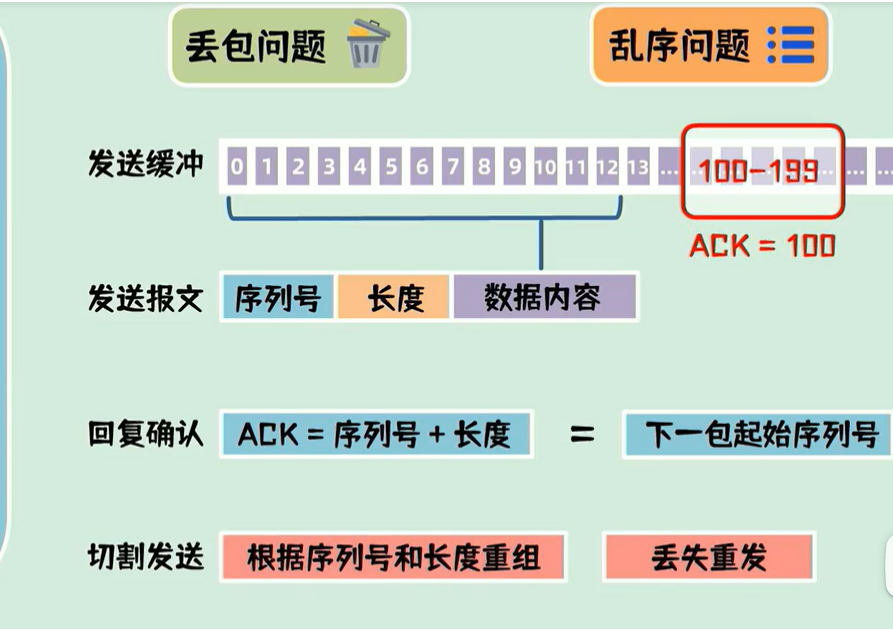 丢包问题
乱序问题
发送缓冲 0 1 2 3 4 5 6 7 8 9 10 11 12 13 ... 100-199 ... ...
ACK = 100
发送报文 序列号 长度 数据内容
回复确认 ACK = 序列号 + 长度 = 下一包起始序列号
切割发送 根据序列号和长度重组 丢失重发